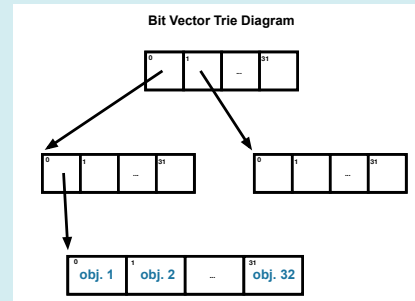 Bit Vector Trie Diagram
0 1 ... 31
0 1 ... 31
0 1 ... 31
0 1 31
obj. 1 obj. 2 ... obj. 32